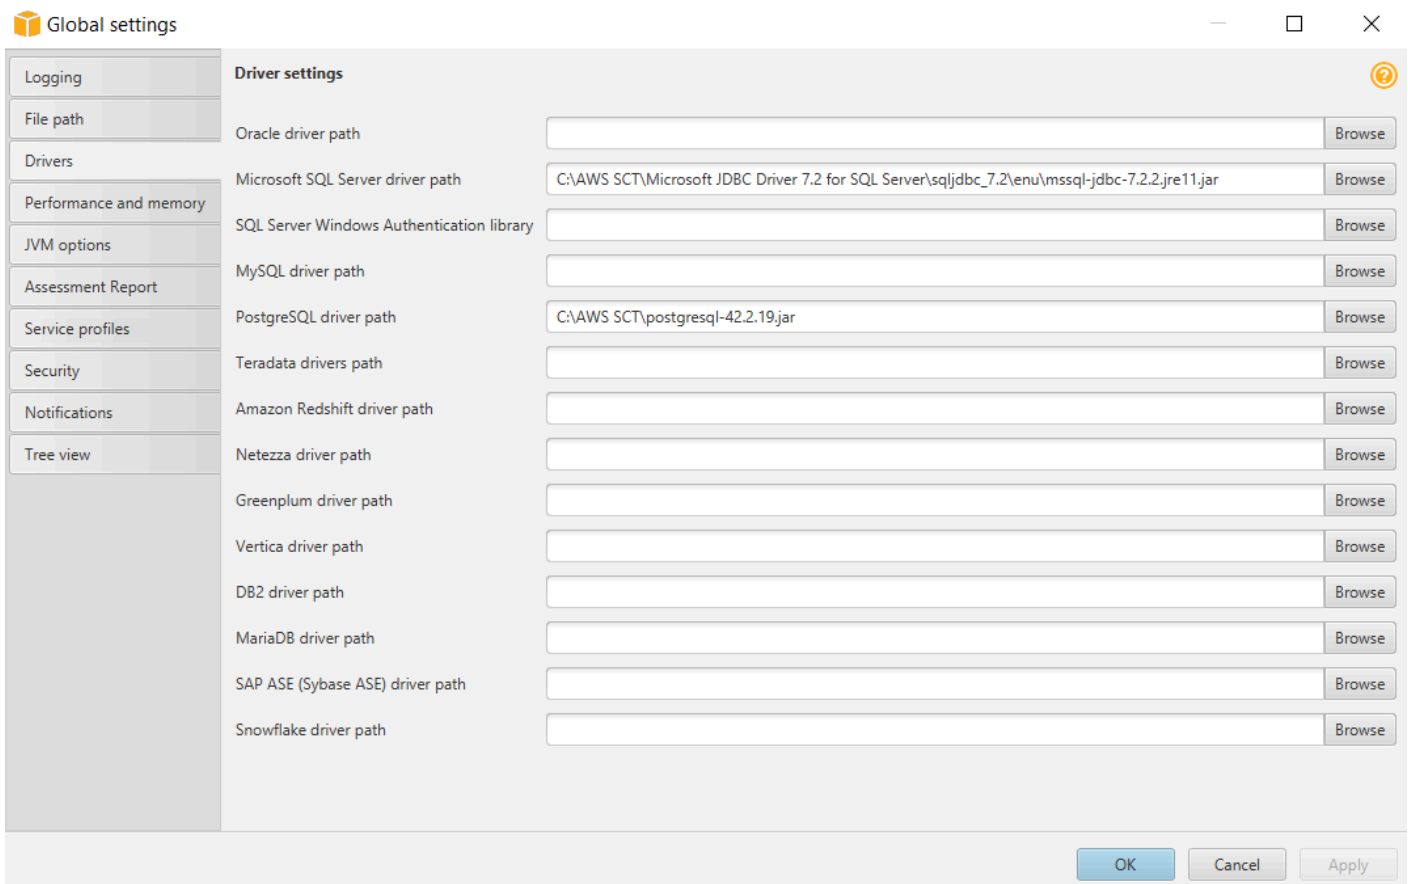 Global settings
Logging
File path
Drivers
Performance and memory
JVM options
Assessment Report
Service profiles
Security
Notifications
Tree view
Driver settings
Oracle driver path Browse
Microsoft SQL Server driver path C:\AWS SCT\Microsoft JDBC Driver 7.2 for SQL Server\sqljdbc_7.2\enu\mssql-jdbc-7.2.2.jre11.jar Browse
SQL Server Windows Authentication library Browse
MySQL driver path Browse
PostgreSQL driver path C:\AWS SCT\postgresql-42.2.19.jar Browse
Teradata drivers path Browse
Amazon Redshift driver path Browse
Netezza driver path Browse
Greenplum driver path Browse
Vertica driver path Browse
DB2 driver path Browse
MariaDB driver path Browse
SAP ASE (Sybase ASE) driver path Browse
Snowflake driver path Browse
OK Cancel Apply